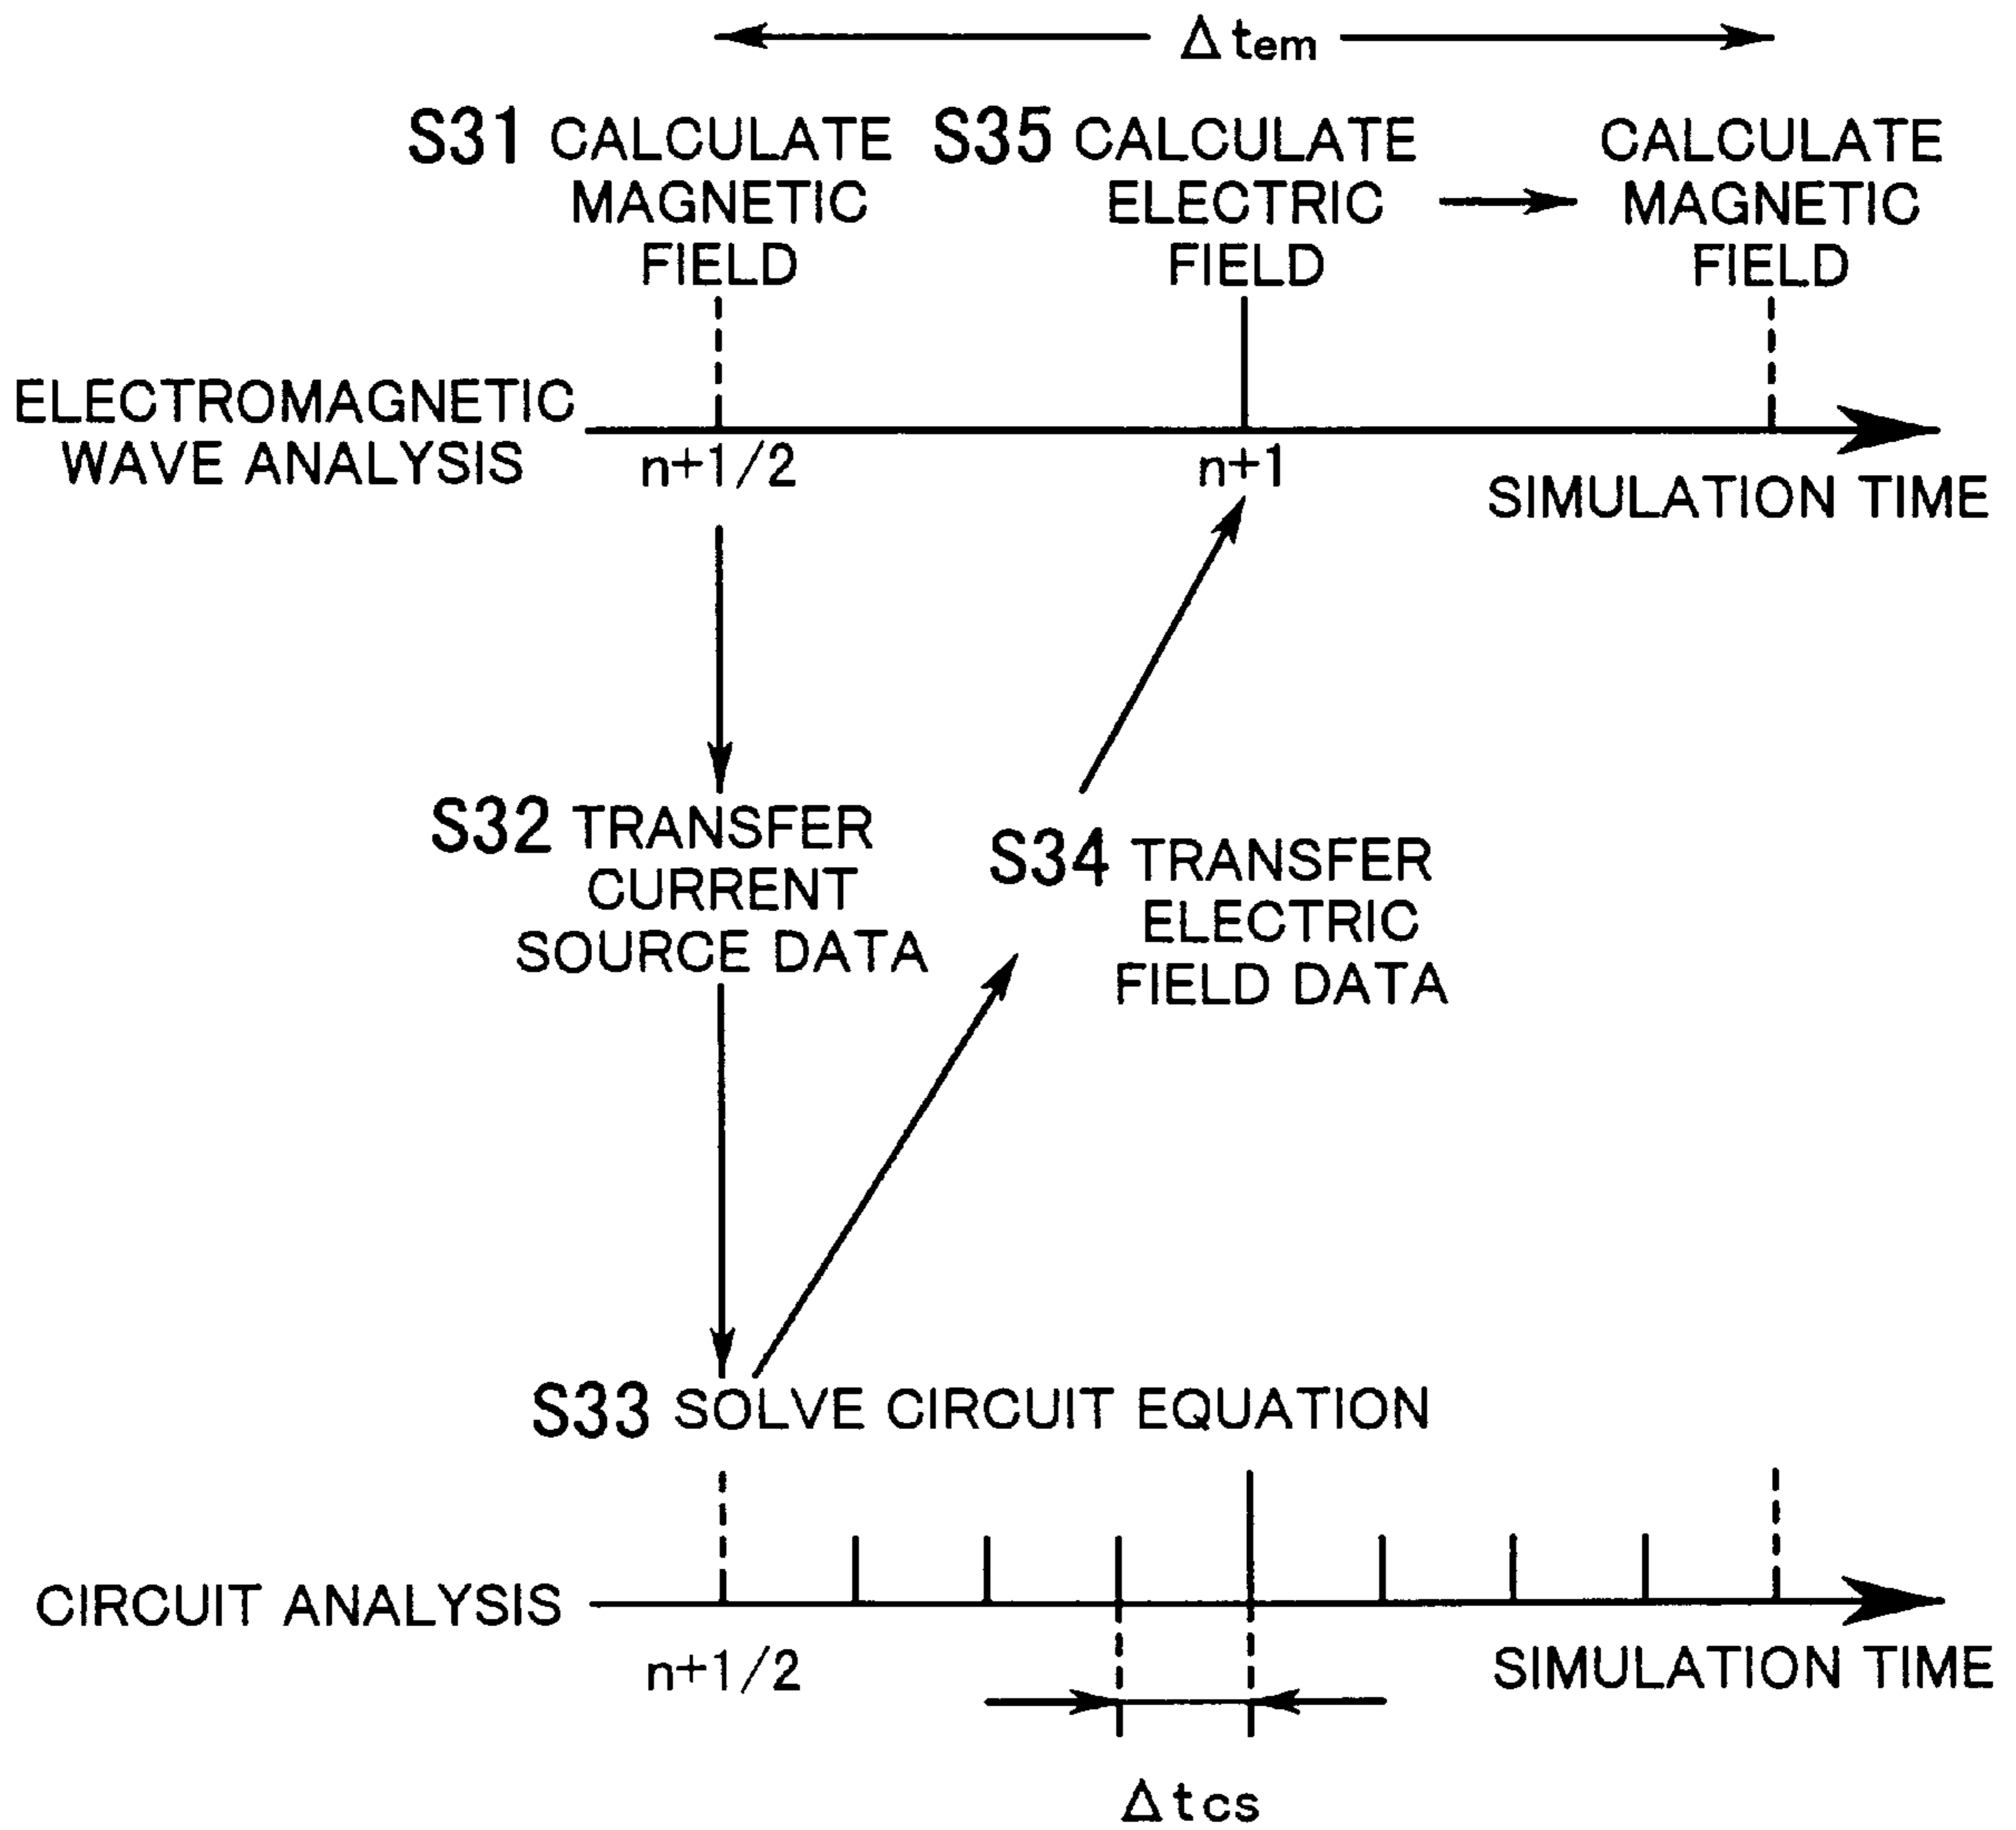 Δtem
S31 CALCULATE
MAGNETIC
FIELD
S35 CALCULATE
ELECTRIC
FIELD
CALCULATE
MAGNETIC
FIELD
ELECTROMAGNETIC
WAVE ANALYSIS
n+1/2
n+1
SIMULATION TIME
S32 TRANSFER
CURRENT
SOURCE DATA
S34 TRANSFER
ELECTRIC
FIELD DATA
S33 SOLVE CIRCUIT EQUATION
CIRCUIT ANALYSIS
n+1/2
SIMULATION TIME
Δtcs